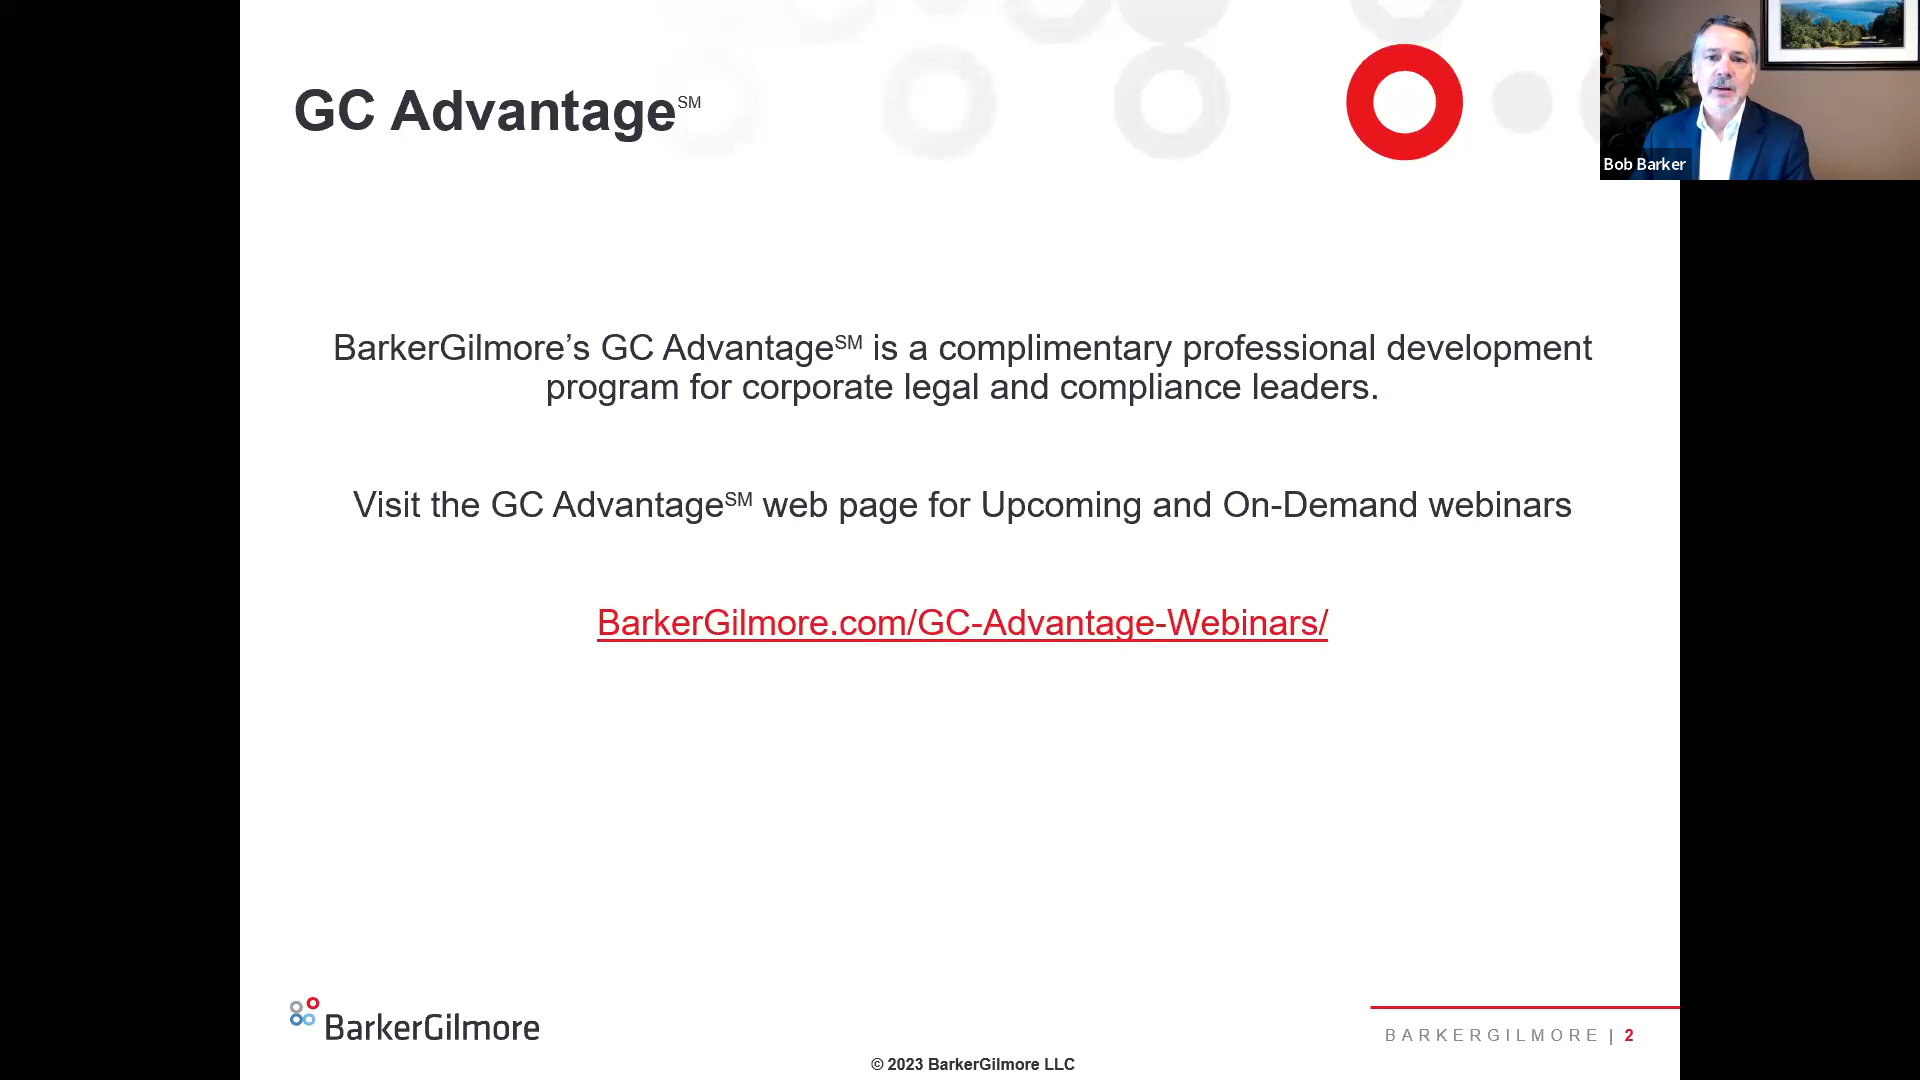 GC Advantage℠
Bob Barker
BarkerGilmore’s GC Advantage℠ is a complimentary professional development
program for corporate legal and compliance leaders.
Visit the GC Advantage℠ web page for Upcoming and On-Demand webinars
BarkerGilmore.com/GC-Advantage-Webinars/
BarkerGilmore
BARKERGILMORE | 2
© 2023 BarkerGilmore LLC